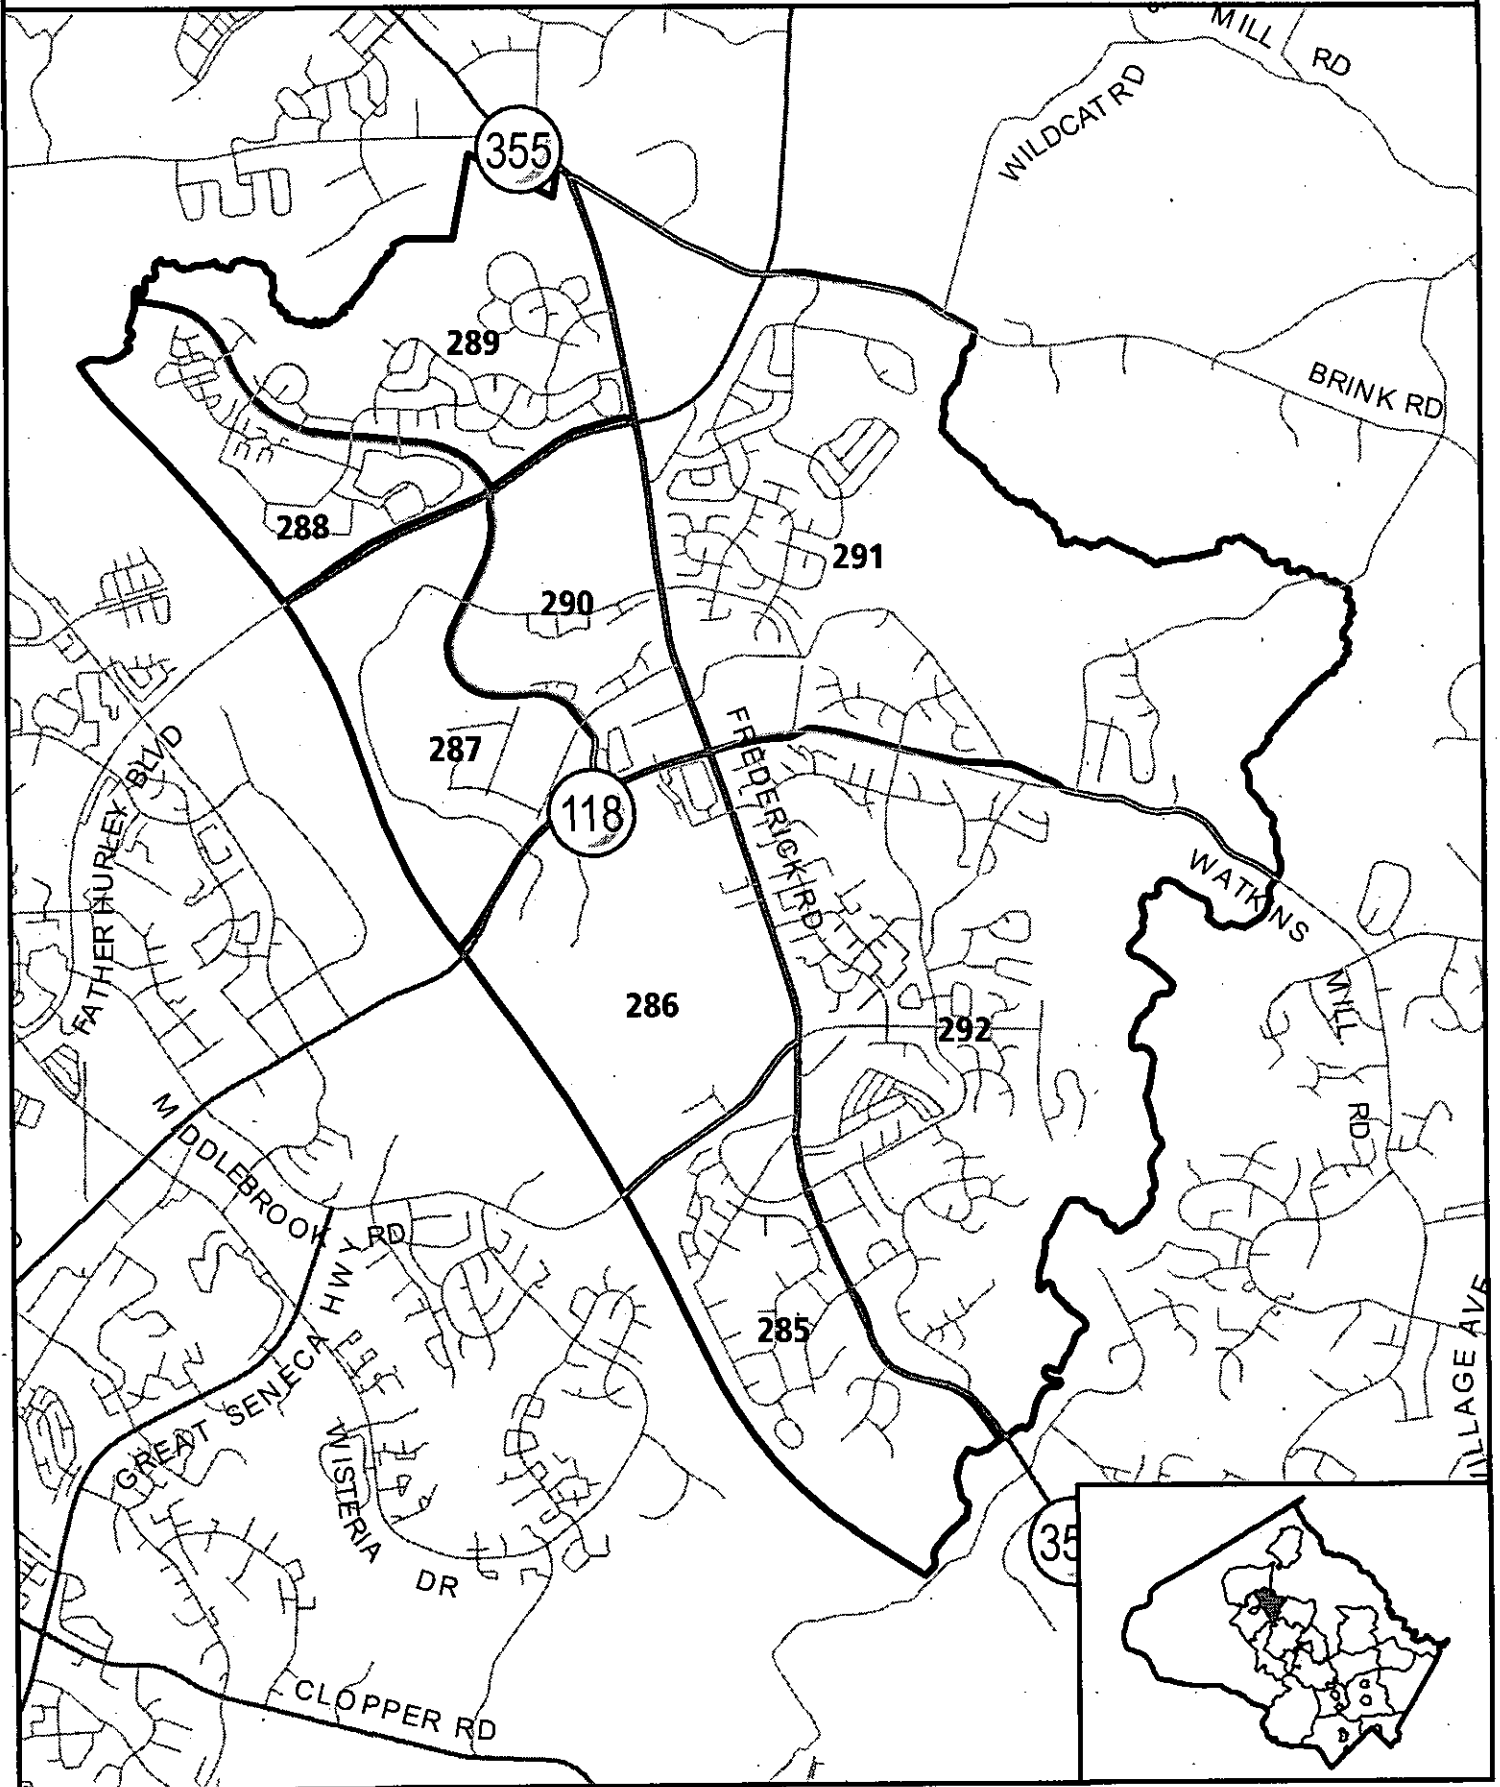 MILL RD
WILDCAT RD
355
289
BRINK RD
288
291
290
FREDERICK RD
287
FATHER HURLEY BLVD
118
WATKINS MILL RD
286
292
MIDDLEBROOK RD
GREAT SENECA HWY
285
VILLAGE AVE
WISTERIA DR
35
CLOPPER RD